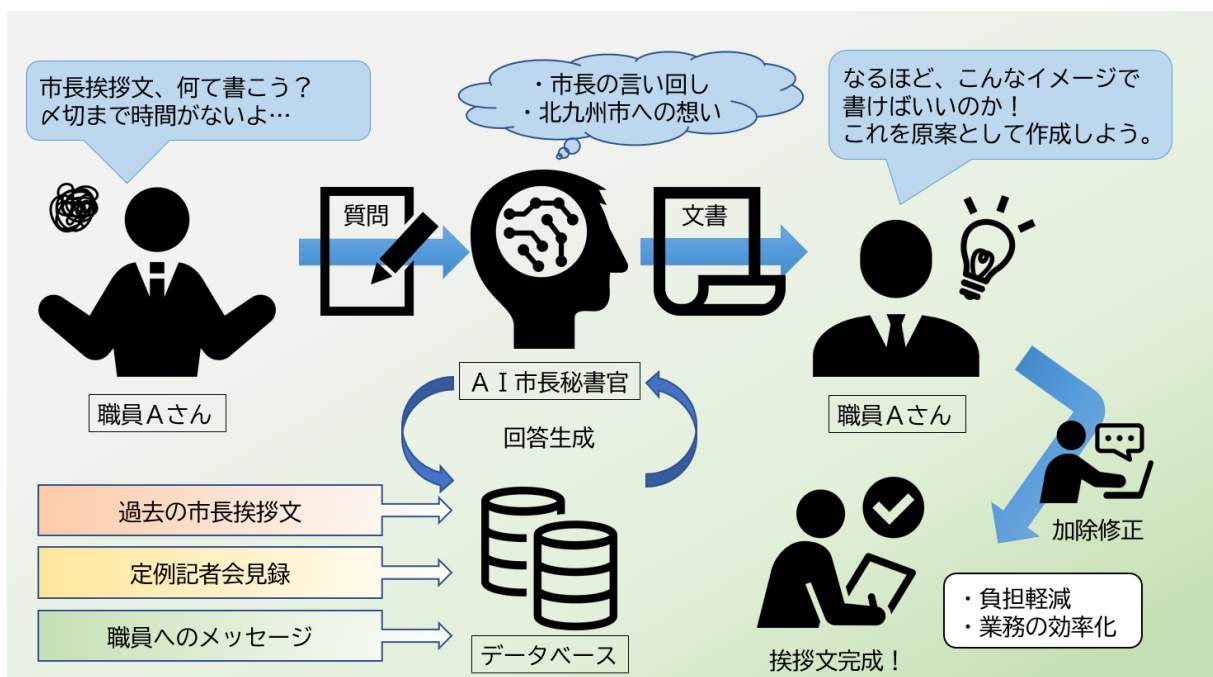 市長挨拶文、何て書こう？
〆切まで時間がないよ…
・市長の言い回し
・北九州市への想い
なるほど、こんなイメージで
書けばいいのか！
これを原案として作成しよう。
質問
文書
ＡＩ市長秘書官
職員Ａさん
職員Ａさん
回答生成
過去の市長挨拶文
定例記者会見録
職員へのメッセージ
データベース
加除修正
・負担軽減
・業務の効率化
挨拶文完成！